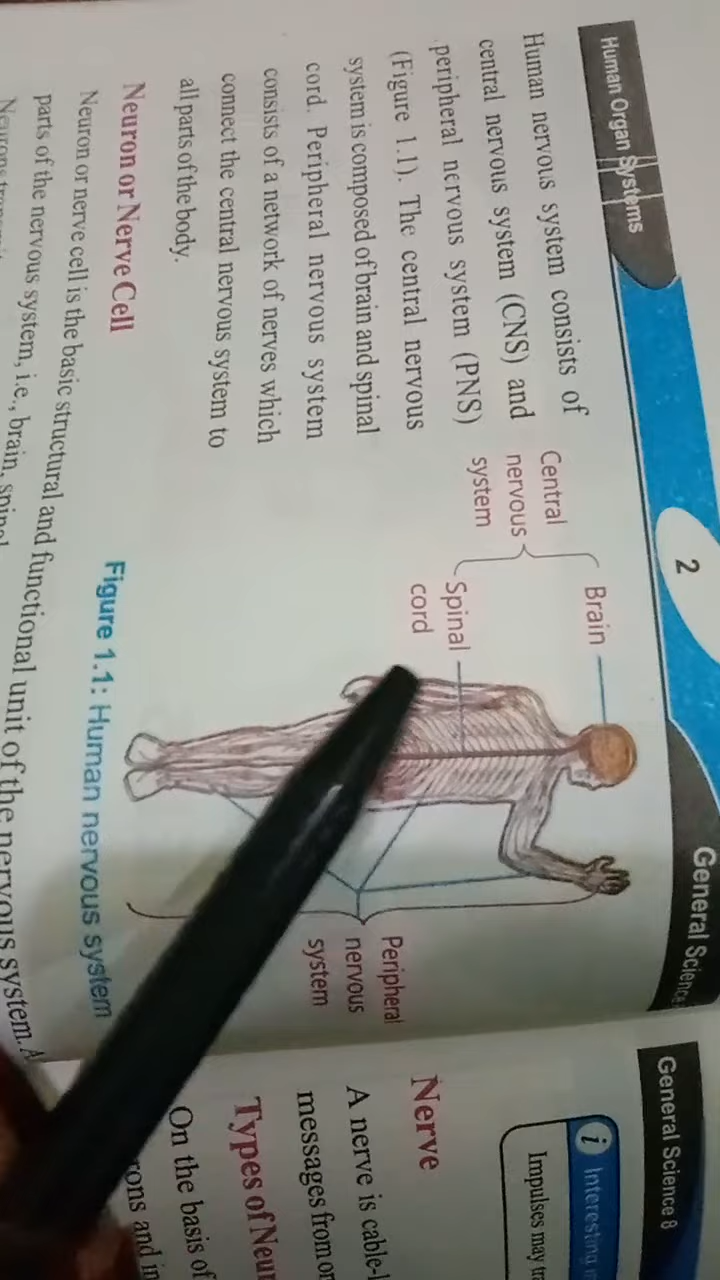 Human Organ Systems
2
General Science
Human nervous system consists of
central nervous system (CNS) and
peripheral nervous system (PNS)
(Figure 1.1). The central nervous
system is composed of brain and spinal
cord. Peripheral nervous system
consists of a network of nerves which
connect the central nervous system to
all parts of the body.
Brain
Central
nervous
system
Spinal
cord
Peripheral
nervous
system
Figure 1.1: Human nervous system
Neuron or Nerve Cell
Neuron or nerve cell is the basic structural and functional unit of the nervous system. A
parts of the nervous system, i.e., brain, spinal
Neurons
General Science 8
i Interesting
Impulses may
Nerve
A nerve is cable-
messages from
Types of
On the basis of
and